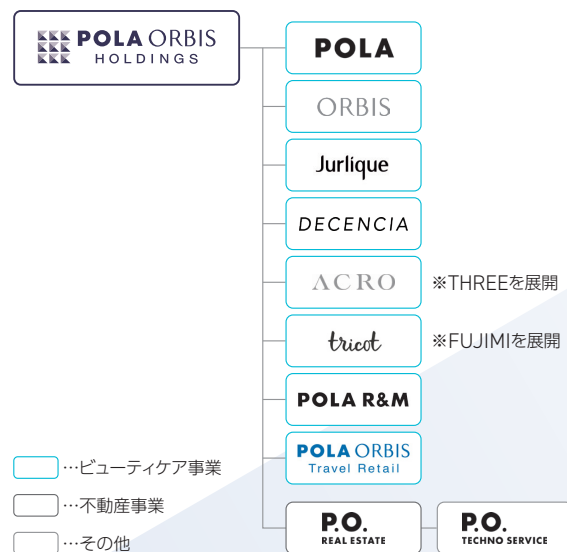 POLA ORBIS
HOLDINGS
POLA
ORBIS
Jurlique
DECENCIA
ACRO
※THREEを展開
tricot
※FUJIMIを展開
POLA R&M
POLA ORBIS
Travel Retail
P.O.
REAL ESTATE
P.O.
TECHNO SERVICE
…ビューティケア事業
…不動産事業
…その他